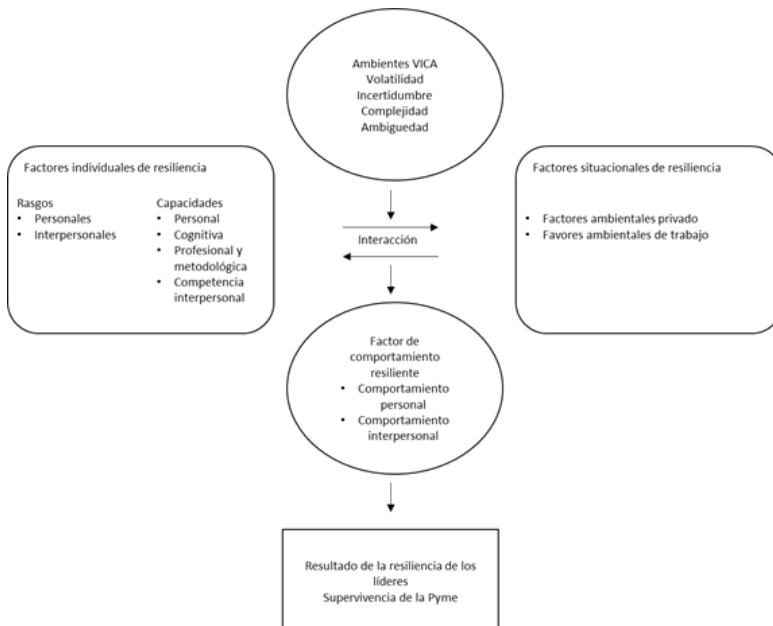 Ambientes VICA
Volatilidad
Incertidumbre
Complejidad
Ambiguedad
Factores individuales de resiliencia
Rasgos
• Personales
• Interpersonales
Capacidades
• Personal
• Cognitiva
• Profesional y
metodológica
• Competencia
interpersonal
Interacción
Factores situacionales de resiliencia
• Factores ambientales privado
• Favores ambientales de trabajo
Factor de
comportamiento
resiliente
• Comportamiento
personal
• Comportamiento
interpersonal
Resultado de la resiliencia de los
líderes
Supervivencia de la Pyme